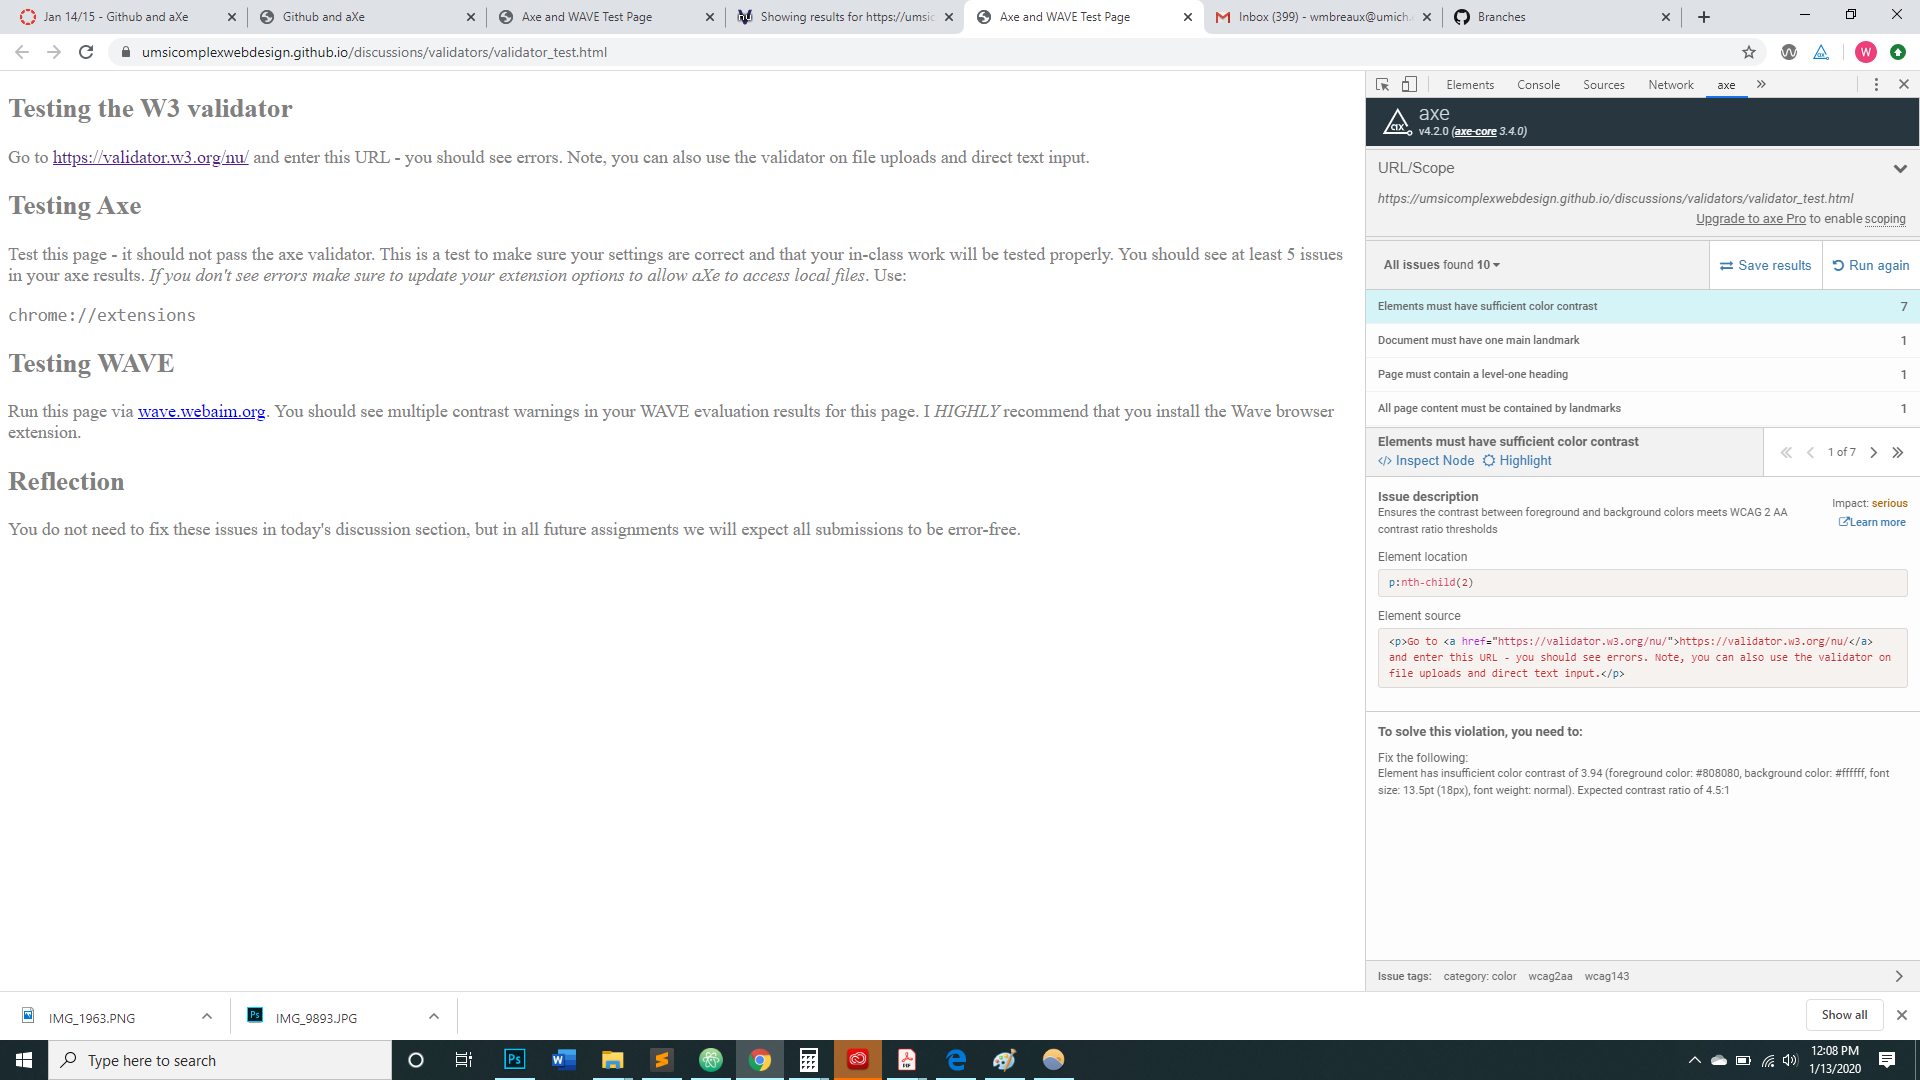 Jan 14/15 - Github and aXe
Github and aXe
Axe and WAVE Test Page
Showing results for https://umsic
Axe and WAVE Test Page
Inbox (399) - wmbreaux@umich.
Branches
umsicomplexwebdesign.github.io/discussions/validators/validator_test.html
W
Testing the W3 validator
Go to https://validator.w3.org/nu/ and enter this URL - you should see errors. Note, you can also use the validator on file uploads and direct text input.
Testing Axe
Test this page - it should not pass the axe validator. This is a test to make sure your settings are correct and that your in-class work will be tested properly. You should see at least 5 issues
in your axe results. If you don't see errors make sure to update your extension options to allow aXe to access local files. Use:
chrome://extensions
Testing WAVE
Run this page via wave.webaim.org. You should see multiple contrast warnings in your WAVE evaluation results for this page. I HIGHLY recommend that you install the Wave browser
extension.
Reflection
You do not need to fix these issues in today's discussion section, but in all future assignments we will expect all submissions to be error-free.
Elements Console Sources Network axe
axe
v4.2.0 (axe-core 3.4.0)
URL/Scope
https://umsicomplexwebdesign.github.io/discussions/validators/validator_test.html
Upgrade to axe Pro to enable scoping
All issues found 10
Save results
Run again
Elements must have sufficient color contrast 7
Document must have one main landmark 1
Page must contain a level-one heading 1
All page content must be contained by landmarks 1
Elements must have sufficient color contrast
</> Inspect Node Highlight
1 of 7
Issue description
Ensures the contrast between foreground and background colors meets WCAG 2 AA
contrast ratio thresholds
Impact: serious
Learn more
Element location
p:nth-child(2)
Element source
<p>Go to <a href="https://validator.w3.org/nu/">https://validator.w3.org/nu/</a>
and enter this URL - you should see errors. Note, you can also use the validator on
file uploads and direct text input.</p>
To solve this violation, you need to:
Fix the following:
Element has insufficient color contrast of 3.94 (foreground color: #808080, background color: #ffffff, font
size: 13.5pt (18px), font weight: normal). Expected contrast ratio of 4.5:1
Issue tags: category: color wcag2aa wcag143
IMG_1963.PNG
Ps
IMG_9893.JPG
Show all
Type here to search
Ps
12:08 PM
1/13/2020